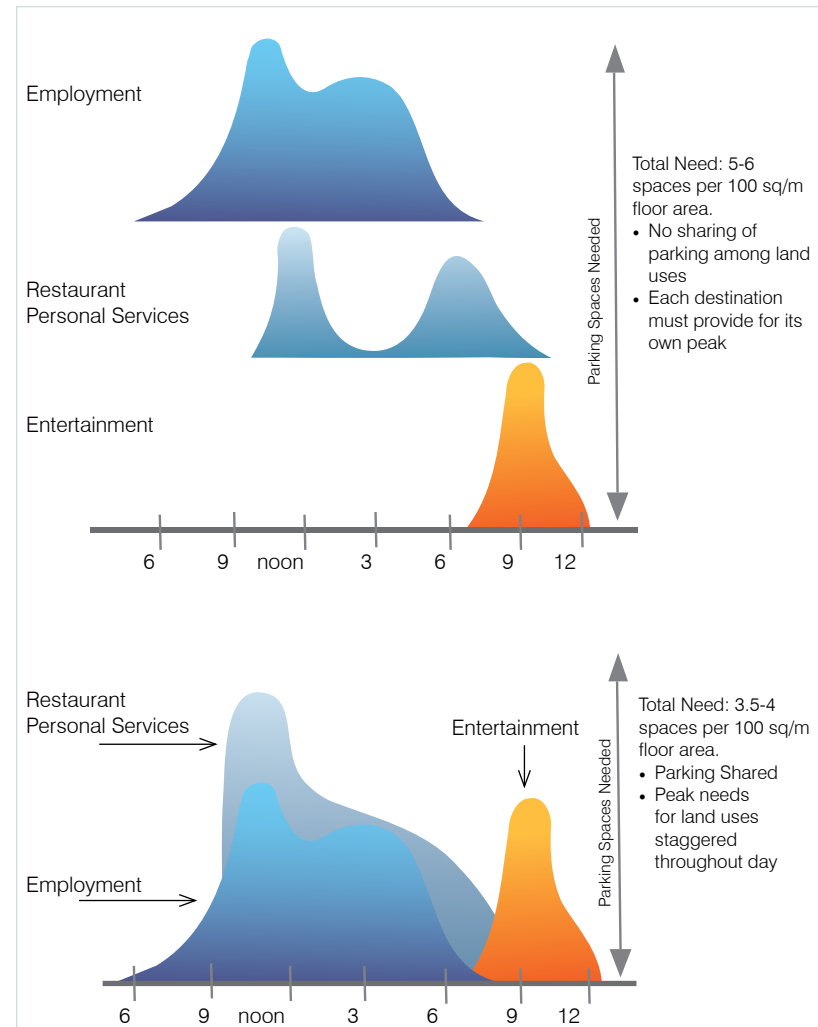 Employment
Total Need: 5-6
spaces per 100 sq/m
floor area.
• No sharing of
parking among land
uses
• Each destination
must provide for its
own peak
Parking Spaces Needed
Restaurant
Personal Services
Entertainment
6 9 noon 3 6 9 12
Restaurant
Personal Services
Entertainment
Total Need: 3.5-4
spaces per 100 sq/m
floor area.
• Parking Shared
• Peak needs
for land uses
staggered
throughout day
Parking Spaces Needed
Employment
6 9 noon 3 6 9 12